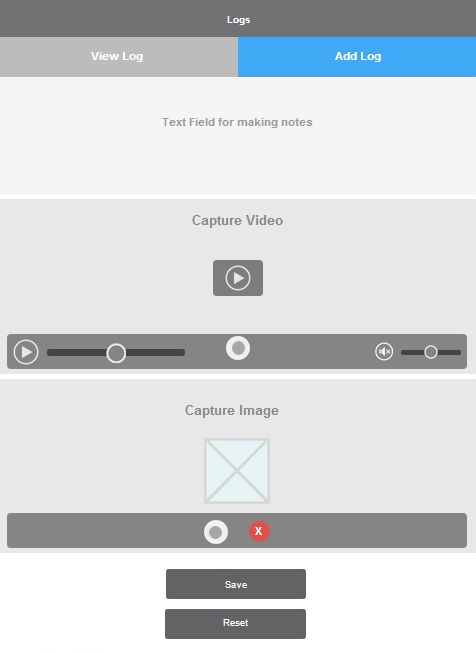 Logs
View Log
Add Log
Text Field for making notes
Capture Video
Capture Image
X
Save
Reset